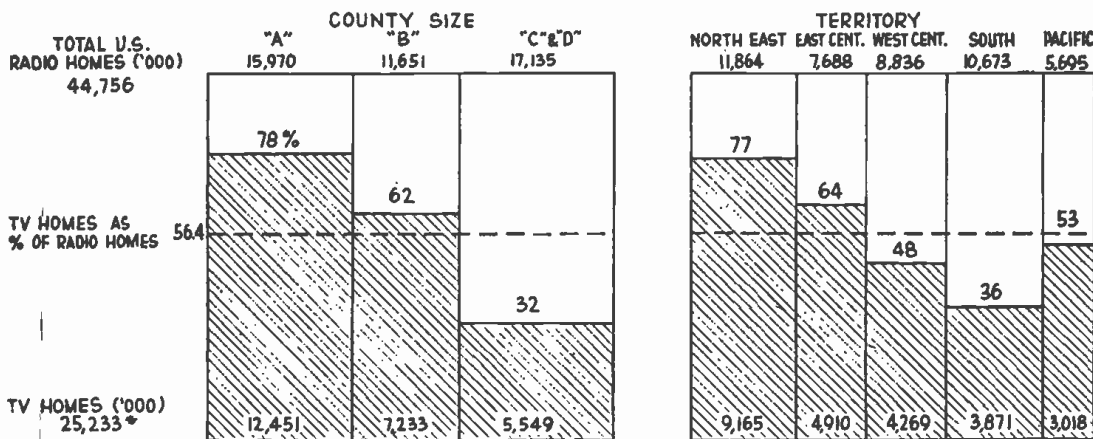 COUNTY SIZE
TERRITORY
TOTAL U.S.
RADIO HOMES ('000)
44,756
"A" "B" "C"&"D"
15,970 11,651 17,135
NORTH EAST EAST CENT. WEST CENT. SOUTH PACIFIC
11,864 7,688 8,836 10,673 5,695
78%
62
32
77
64
48
36
53
TV HOMES AS
% OF RADIO HOMES
56.4
TV HOMES ('000)
25,233*
12,451 7,233 5,549
9,165 4,910 4,269 3,871 3,018